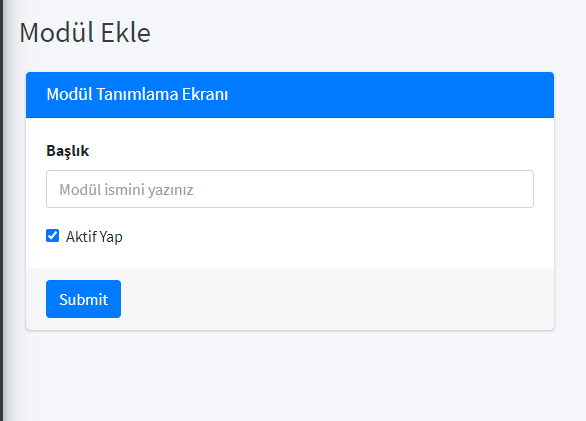 Modül Ekle
Modül Tanımlama Ekranı
Başlık
Modül ismini yazınız
Aktif Yap
Submit